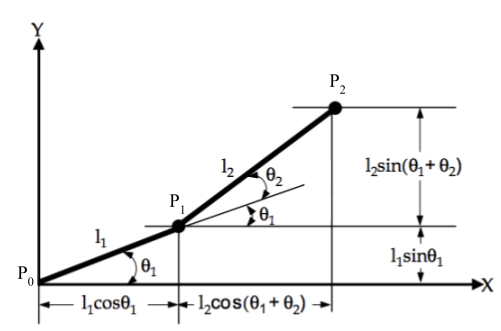 Y
P₂
l₂
θ₂
l₂sin(θ₁+θ₂)
P₁
θ₁
l₁
θ₁
l₁sinθ₁
P₀
X
l₁cosθ₁
l₂cos(θ₁+θ₂)